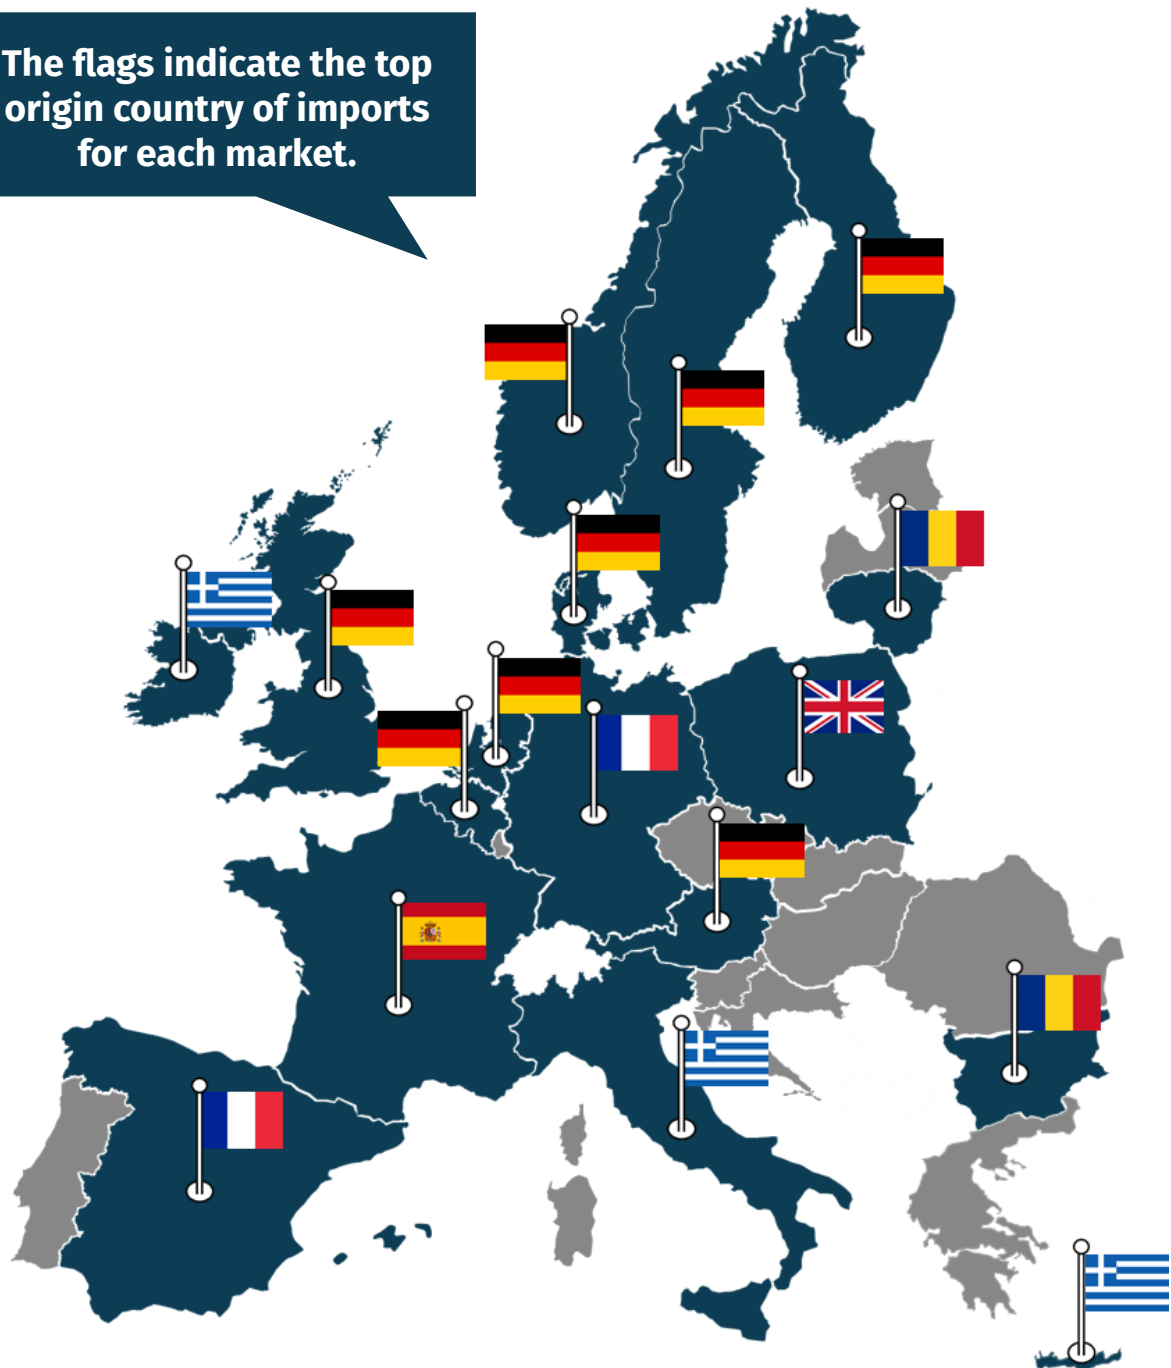 The flags indicate the top
origin country of imports
for each market.